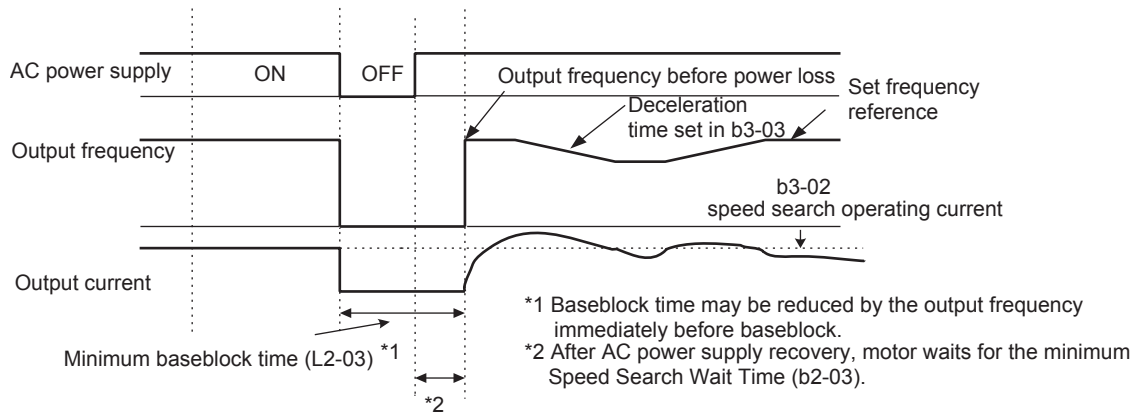 AC power supply
ON
OFF
Output frequency before power loss
Deceleration
time set in b3-03
Set frequency
reference
Output frequency
b3-02
speed search operating current
Output current
Minimum baseblock time (L2-03) *1
*2
*1 Baseblock time may be reduced by the output frequency
immediately before baseblock.
*2 After AC power supply recovery, motor waits for the minimum
Speed Search Wait Time (b2-03).